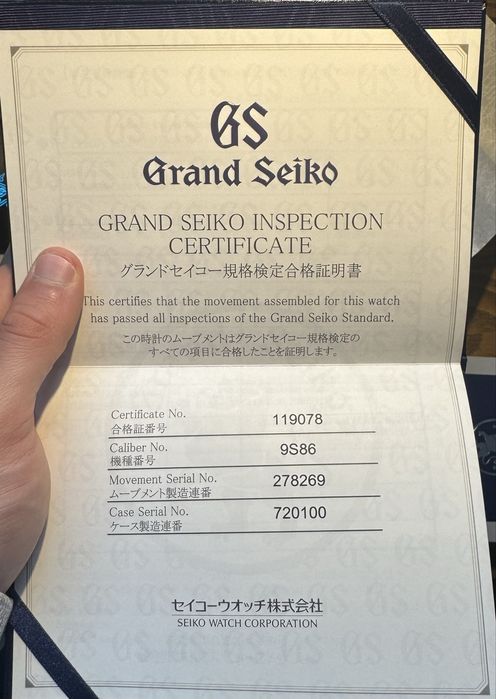 GS
Grand Seiko
GRAND SEIKO INSPECTION
CERTIFICATE
グランドセイコー規格検定合格証明書
This certifies that the movement assembled for this watch
has passed all inspections of the Grand Seiko Standard.
この時計のムーブメントはグランドセイコー規格検定の
すべての項目に合格したことを証明します。
Certificate No. 119078
合格証番号
Caliber No. 9S86
機種番号
Movement Serial No. 278269
ムーブメント製造連番
Case Serial No. 720100
ケース製造連番
セイコーウオッチ株式会社
SEIKO WATCH CORPORATION